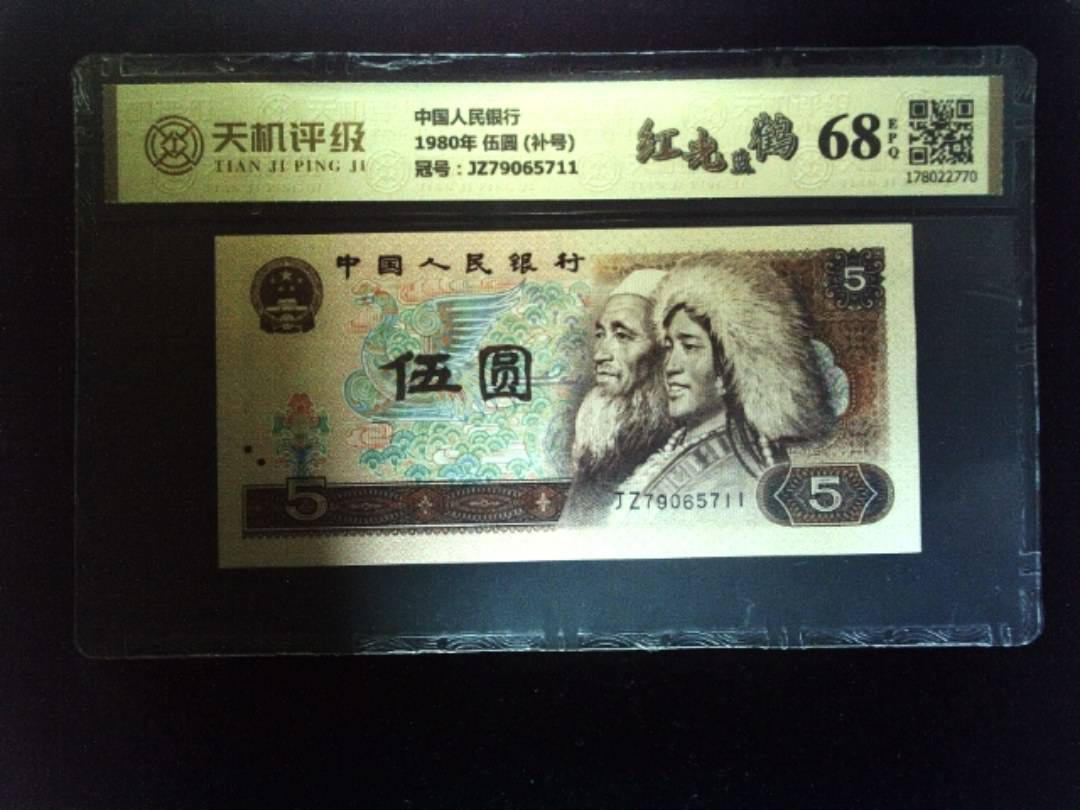 天机评级
TIAN JI PING JI
中国人民银行
1980年 伍圆 (补号)
冠号：JZ79065711
红光蓝鹤
68
EPQ
178022770
中国人民银行
5
伍圆
JZ79065711
5
5